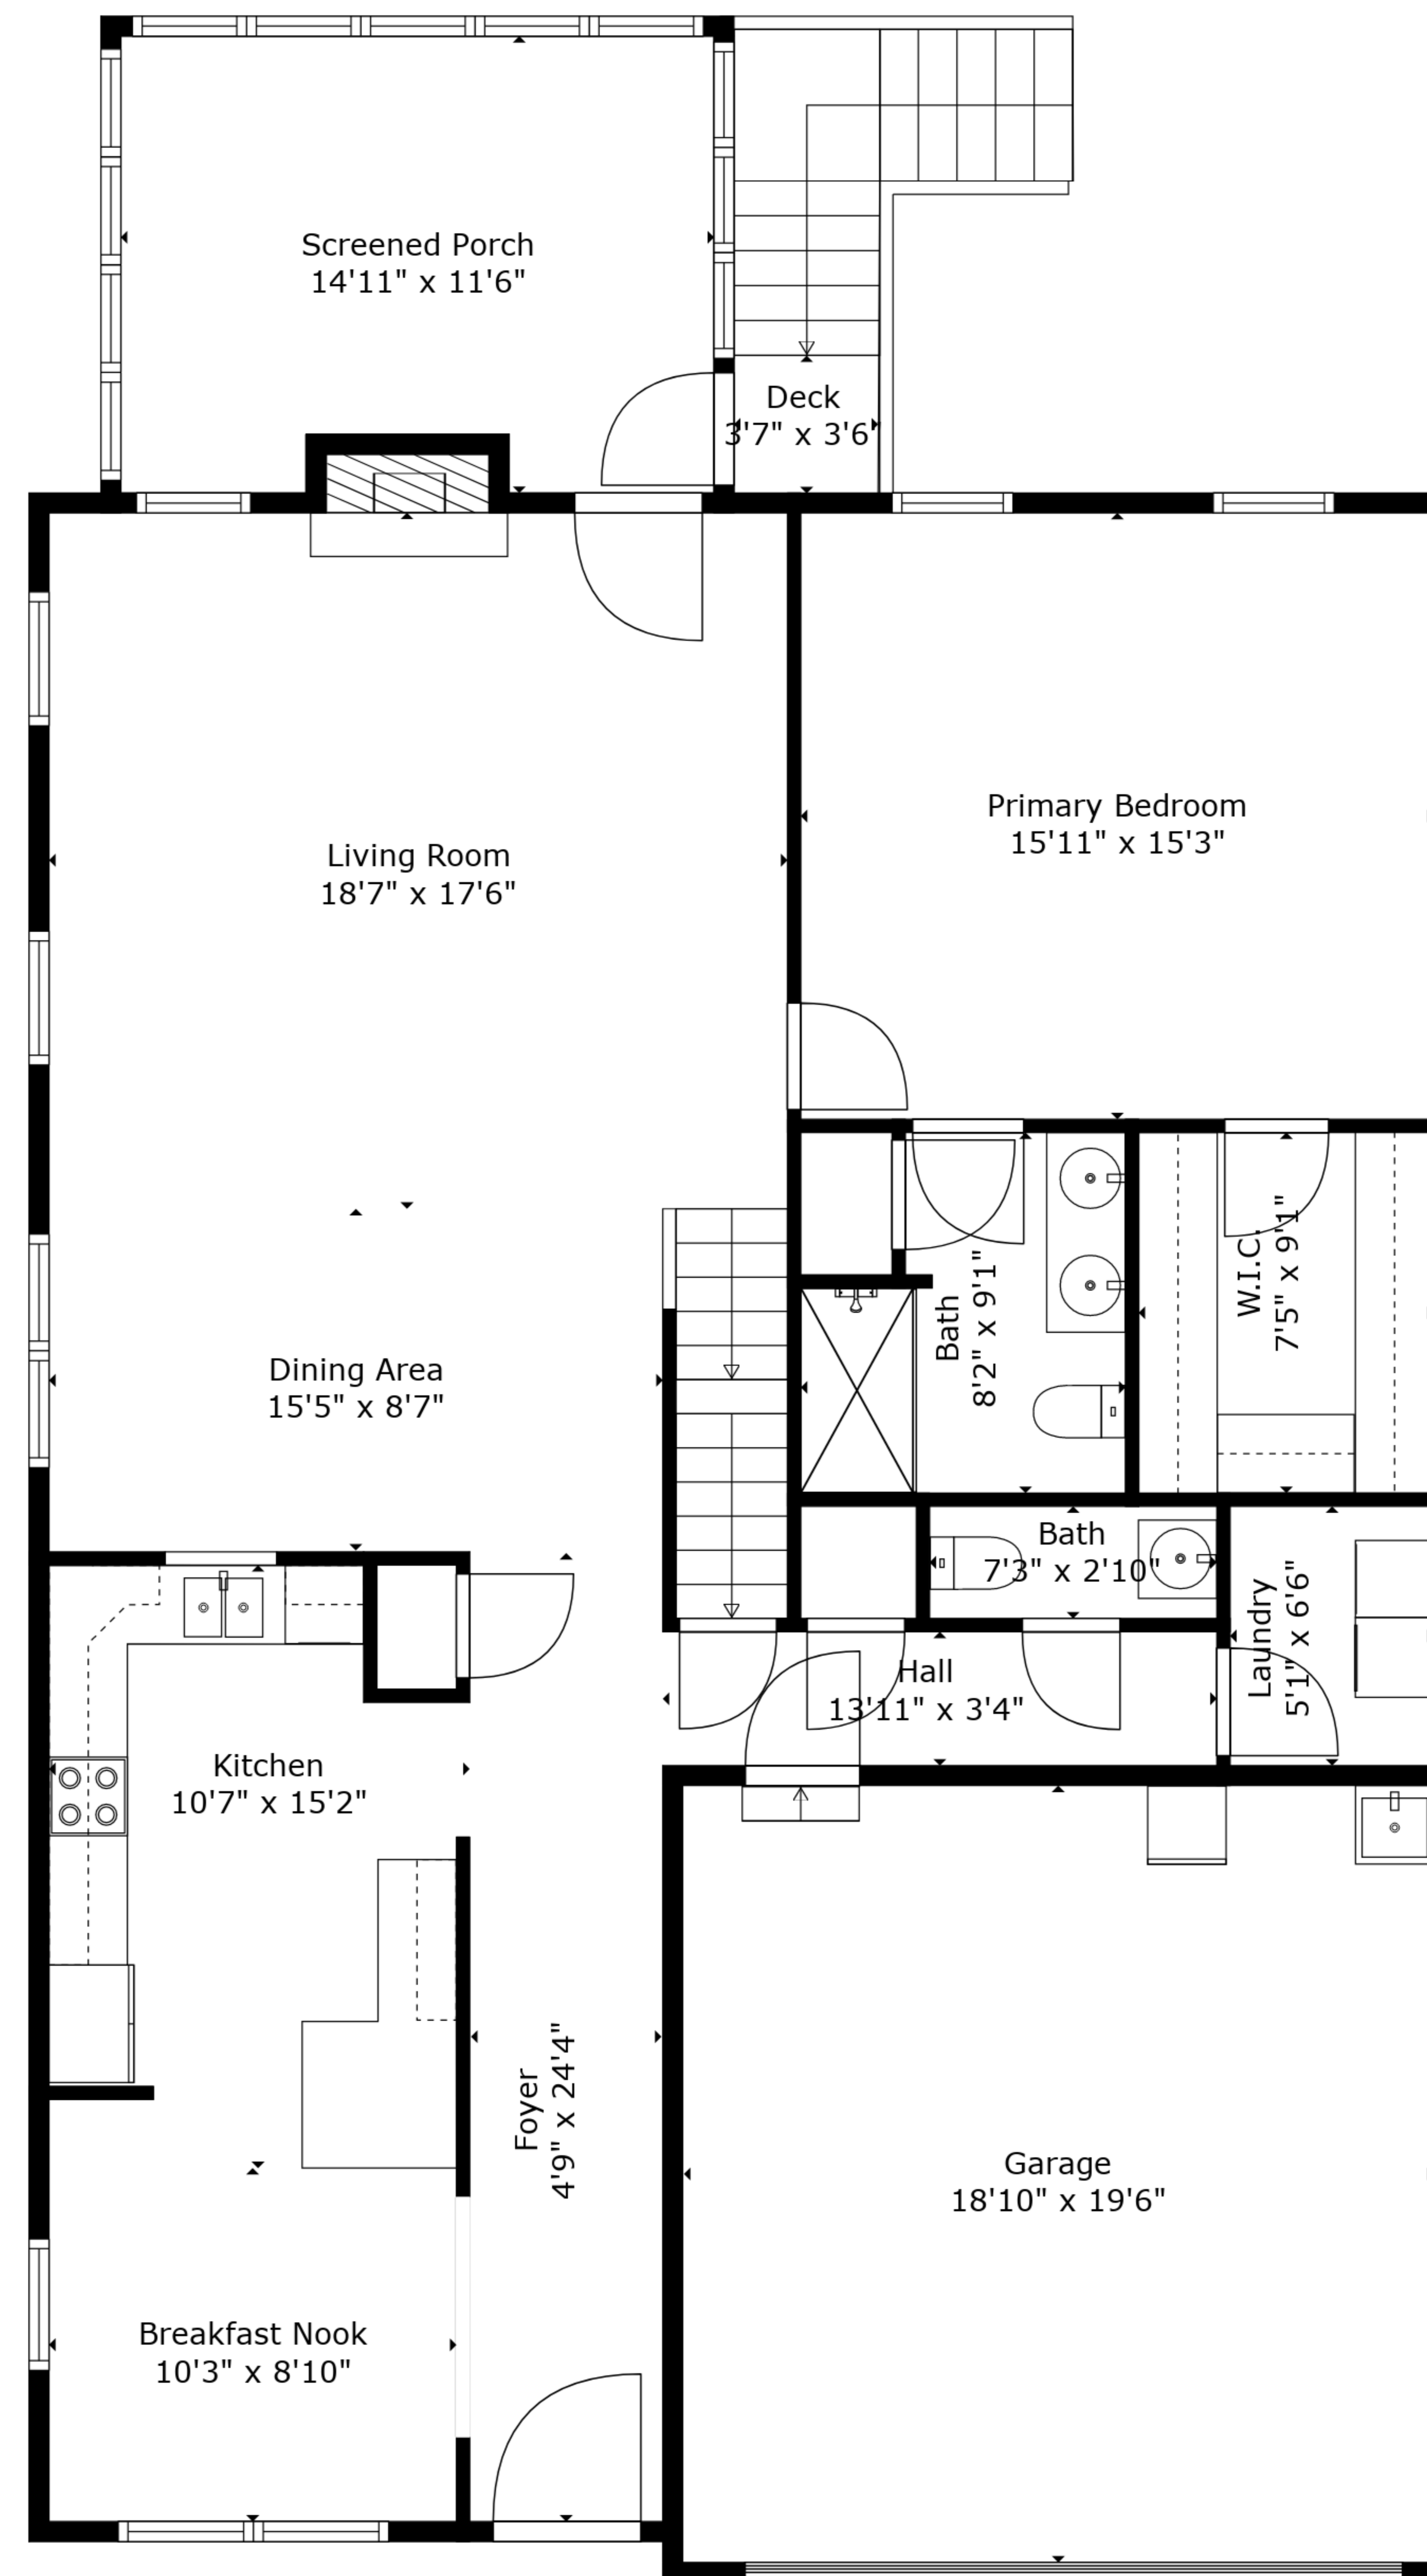 Screened Porch
14'11" x 11'6"
Deck
3'7" x 3'6"
Living Room
18'7" x 17'6"
Primary Bedroom
15'11" x 15'3"
Dining Area
15'5" x 8'7"
Bath
8'2" x 9'1"
W.I.C.
7'5" x 9'1"
Bath
7'3" x 2'10"
Laundry
5'1" x 6'6"
Hall
13'11" x 3'4"
Kitchen
10'7" x 15'2"
Foyer
4'9" x 24'4"
Garage
18'10" x 19'6"
Breakfast Nook
10'3" x 8'10"